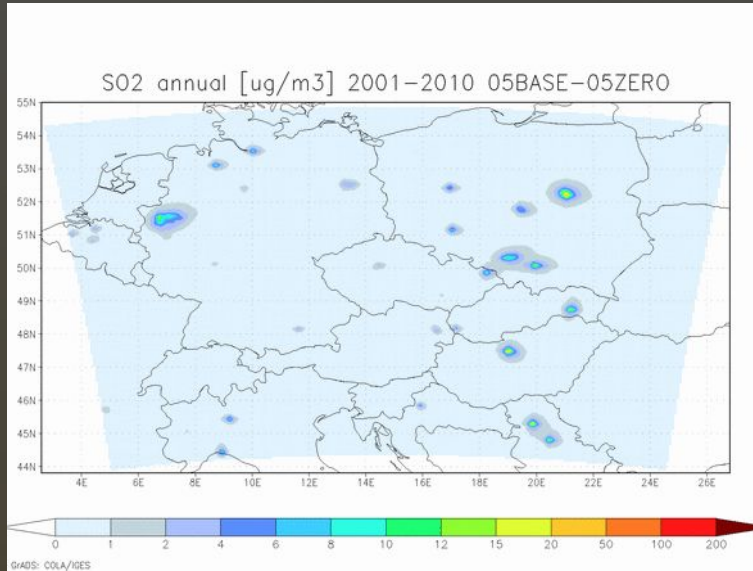 SO2 annual [ug/m3] 2001-2010 05BASE-05ZERO
55N
54N
53N
52N
51N
50N
49N
48N
47N
46N
45N
44N
4E 6E 8E 10E 12E 14E 16E 18E 20E 22E 24E 26E
0 1 2 4 6 8 10 12 15 20 50 100 200
GrADS: COLA/IGES